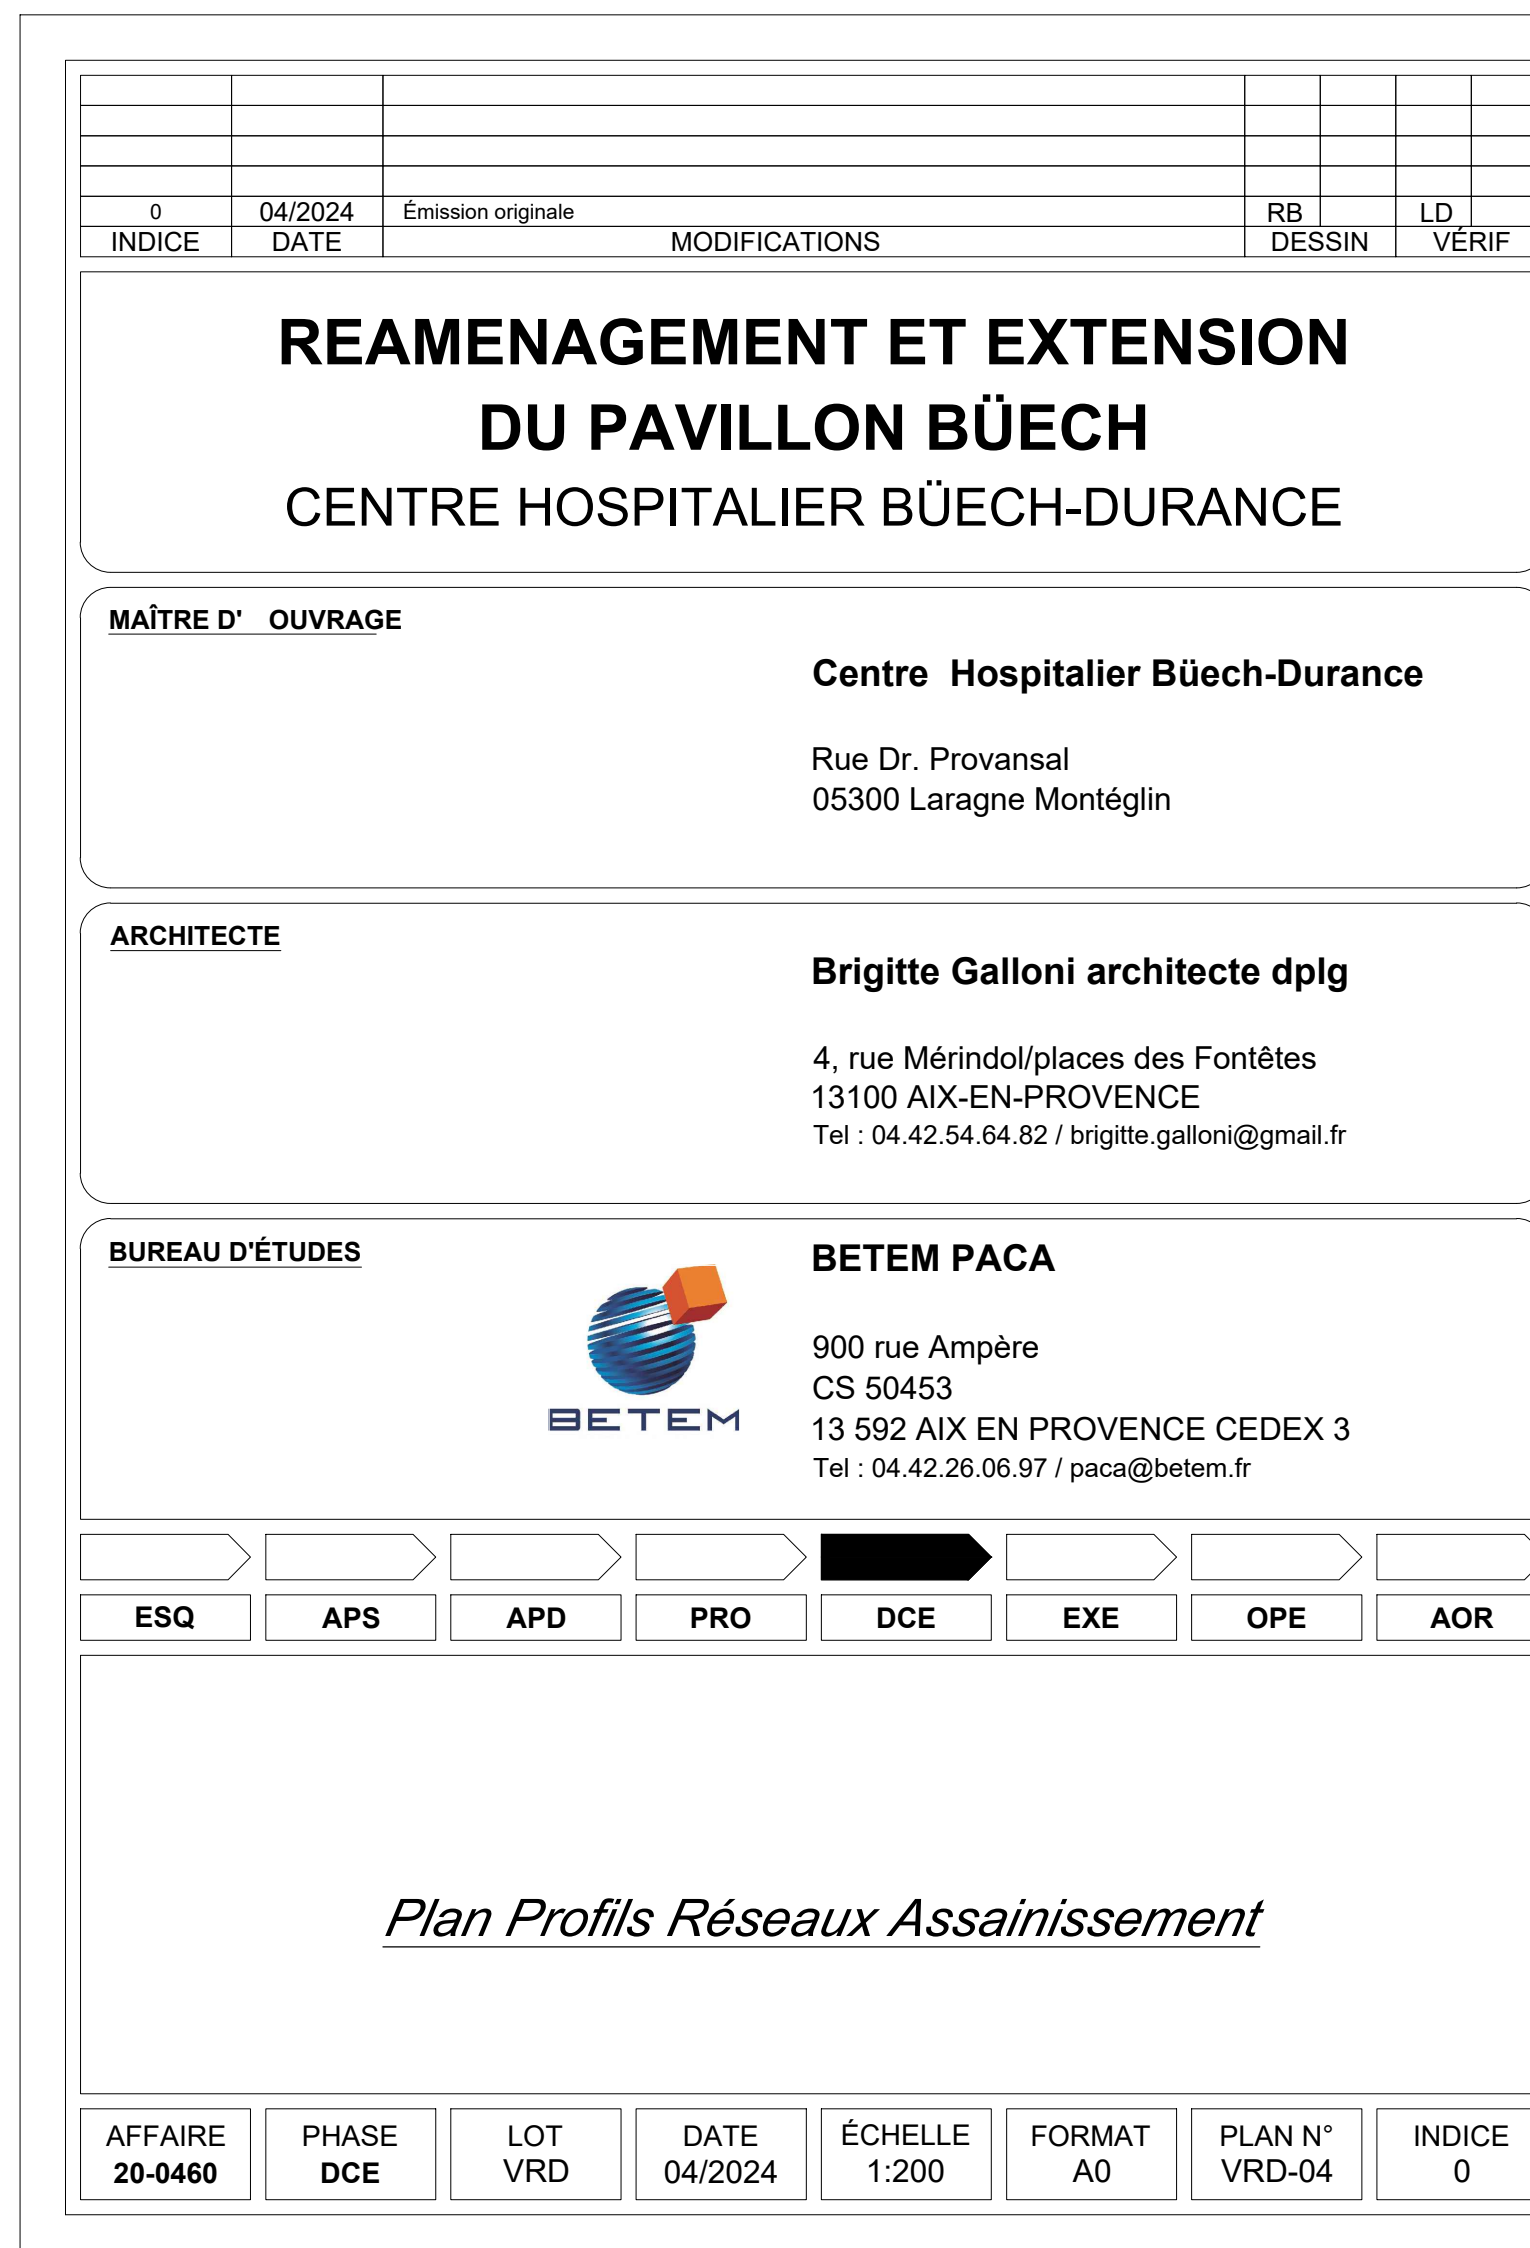 0 04/2024 Émission originale RB LD
INDICE DATE MODIFICATIONS DESSIN VÉRIF
REAMENAGEMENT ET EXTENSION
DU PAVILLON BÜECH
CENTRE HOSPITALIER BÜECH-DURANCE
MAÎTRE D' OUVRAGE
Centre Hospitalier Büech-Durance
Rue Dr. Provansal
05300 Laragne Montéglin
ARCHITECTE
Brigitte Galloni architecte dplg
4, rue Mérindol/places des Fontêtes
13100 AIX-EN-PROVENCE
Tel : 04.42.54.64.82 / brigitte.galloni@gmail.fr
BUREAU D'ÉTUDES
BETEM
BETEM PACA
900 rue Ampère
CS 50453
13 592 AIX EN PROVENCE CEDEX 3
Tel : 04.42.26.06.97 / paca@betem.fr
ESQ APS APD PRO DCE EXE OPE AOR
Plan Profils Réseaux Assainissement
AFFAIRE PHASE LOT DATE ÉCHELLE FORMAT PLAN N° INDICE
20-0460 DCE VRD 04/2024 1:200 A0 VRD-04 0